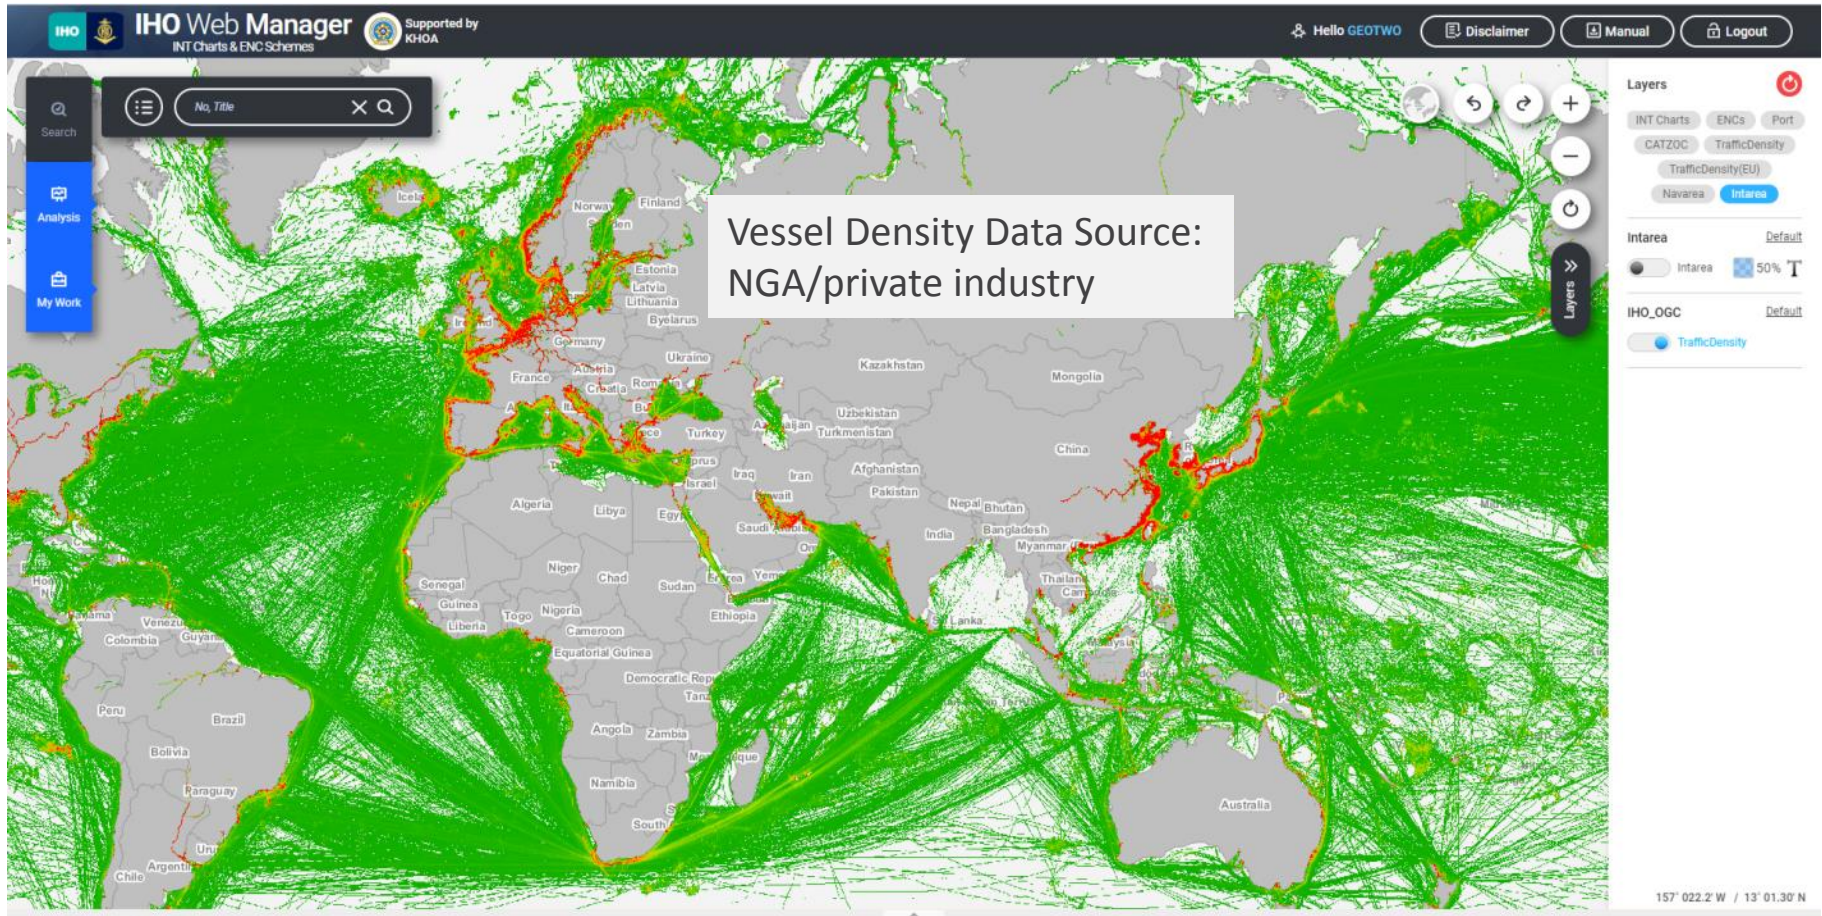 IHO
IHO Web Manager
INT Charts & ENC Schemes
Supported by
KHOA
Hello GEOTWO
Disclaimer
Manual
Logout
Search
No, Title
Analysis
My Work
Vessel Density Data Source:
NGA/private industry
Layers
Layers
INT Charts
ENCs
Port
CATZOC
TrafficDensity
TrafficDensity(EU)
Navarea
Intarea
Intarea
Default
Intarea
50%
T
IHO_OGC
Default
TrafficDensity
Norway
Finland
Estonia
Latvia
Lithuania
Byelarus
Germany
Ukraine
Kazakhstan
France
Austria
Croatia
Mongolia
Uzbekistan
Turkey
Turkmenistan
China
Iraq
Iran
Afghanistan
Israel
Pakistan
Algeria
Libya
Nepal
Bhutan
India
Bangladesh
Myanmar
Niger
Chad
Sudan
Thailand
Senegal
Guinea
Togo
Nigeria
Ethiopia
Liberia
Cameroon
Colombia
Equatorial Guinea
Peru
Brazil
Angola
Zambia
Bolivia
Namibia
Paraguay
South
Australia
Chile
157° 022.2' W / 13° 01.30' N